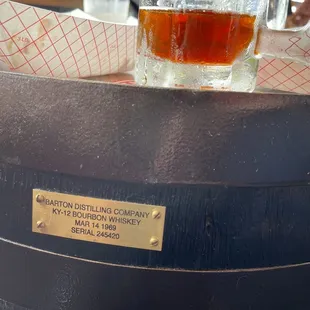 BARTON DISTILLING COMPANY
KY-12 BOURBON WHISKEY
MAR 14 1969
SERIAL 245420